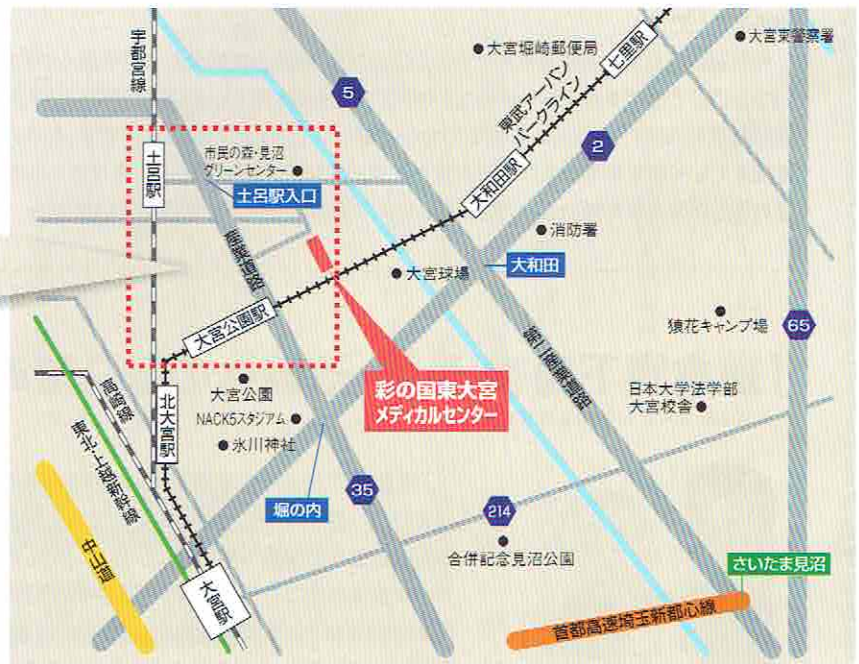 宇都宮線
5
大宮堀崎郵便局
七里駅
大宮東警察署
東武アーバン
パークライン
2
土呂駅
市民の森・見沼
グリーンセンター
土呂駅入口
大和田駅
消防署
大和田
産業道路
大宮球場
大宮公園駅
猿花キャンプ場
65
第二産業道路
彩の国東大宮
メディカルセンター
大宮公園
NACK5スタジアム
氷川神社
北大宮駅
高崎線
東北・上越新幹線
中山道
日本大学法学部
大宮校舎
堀の内
35
214
合併記念見沼公園
さいたま見沼
大宮駅
首都高速埼玉新都心線